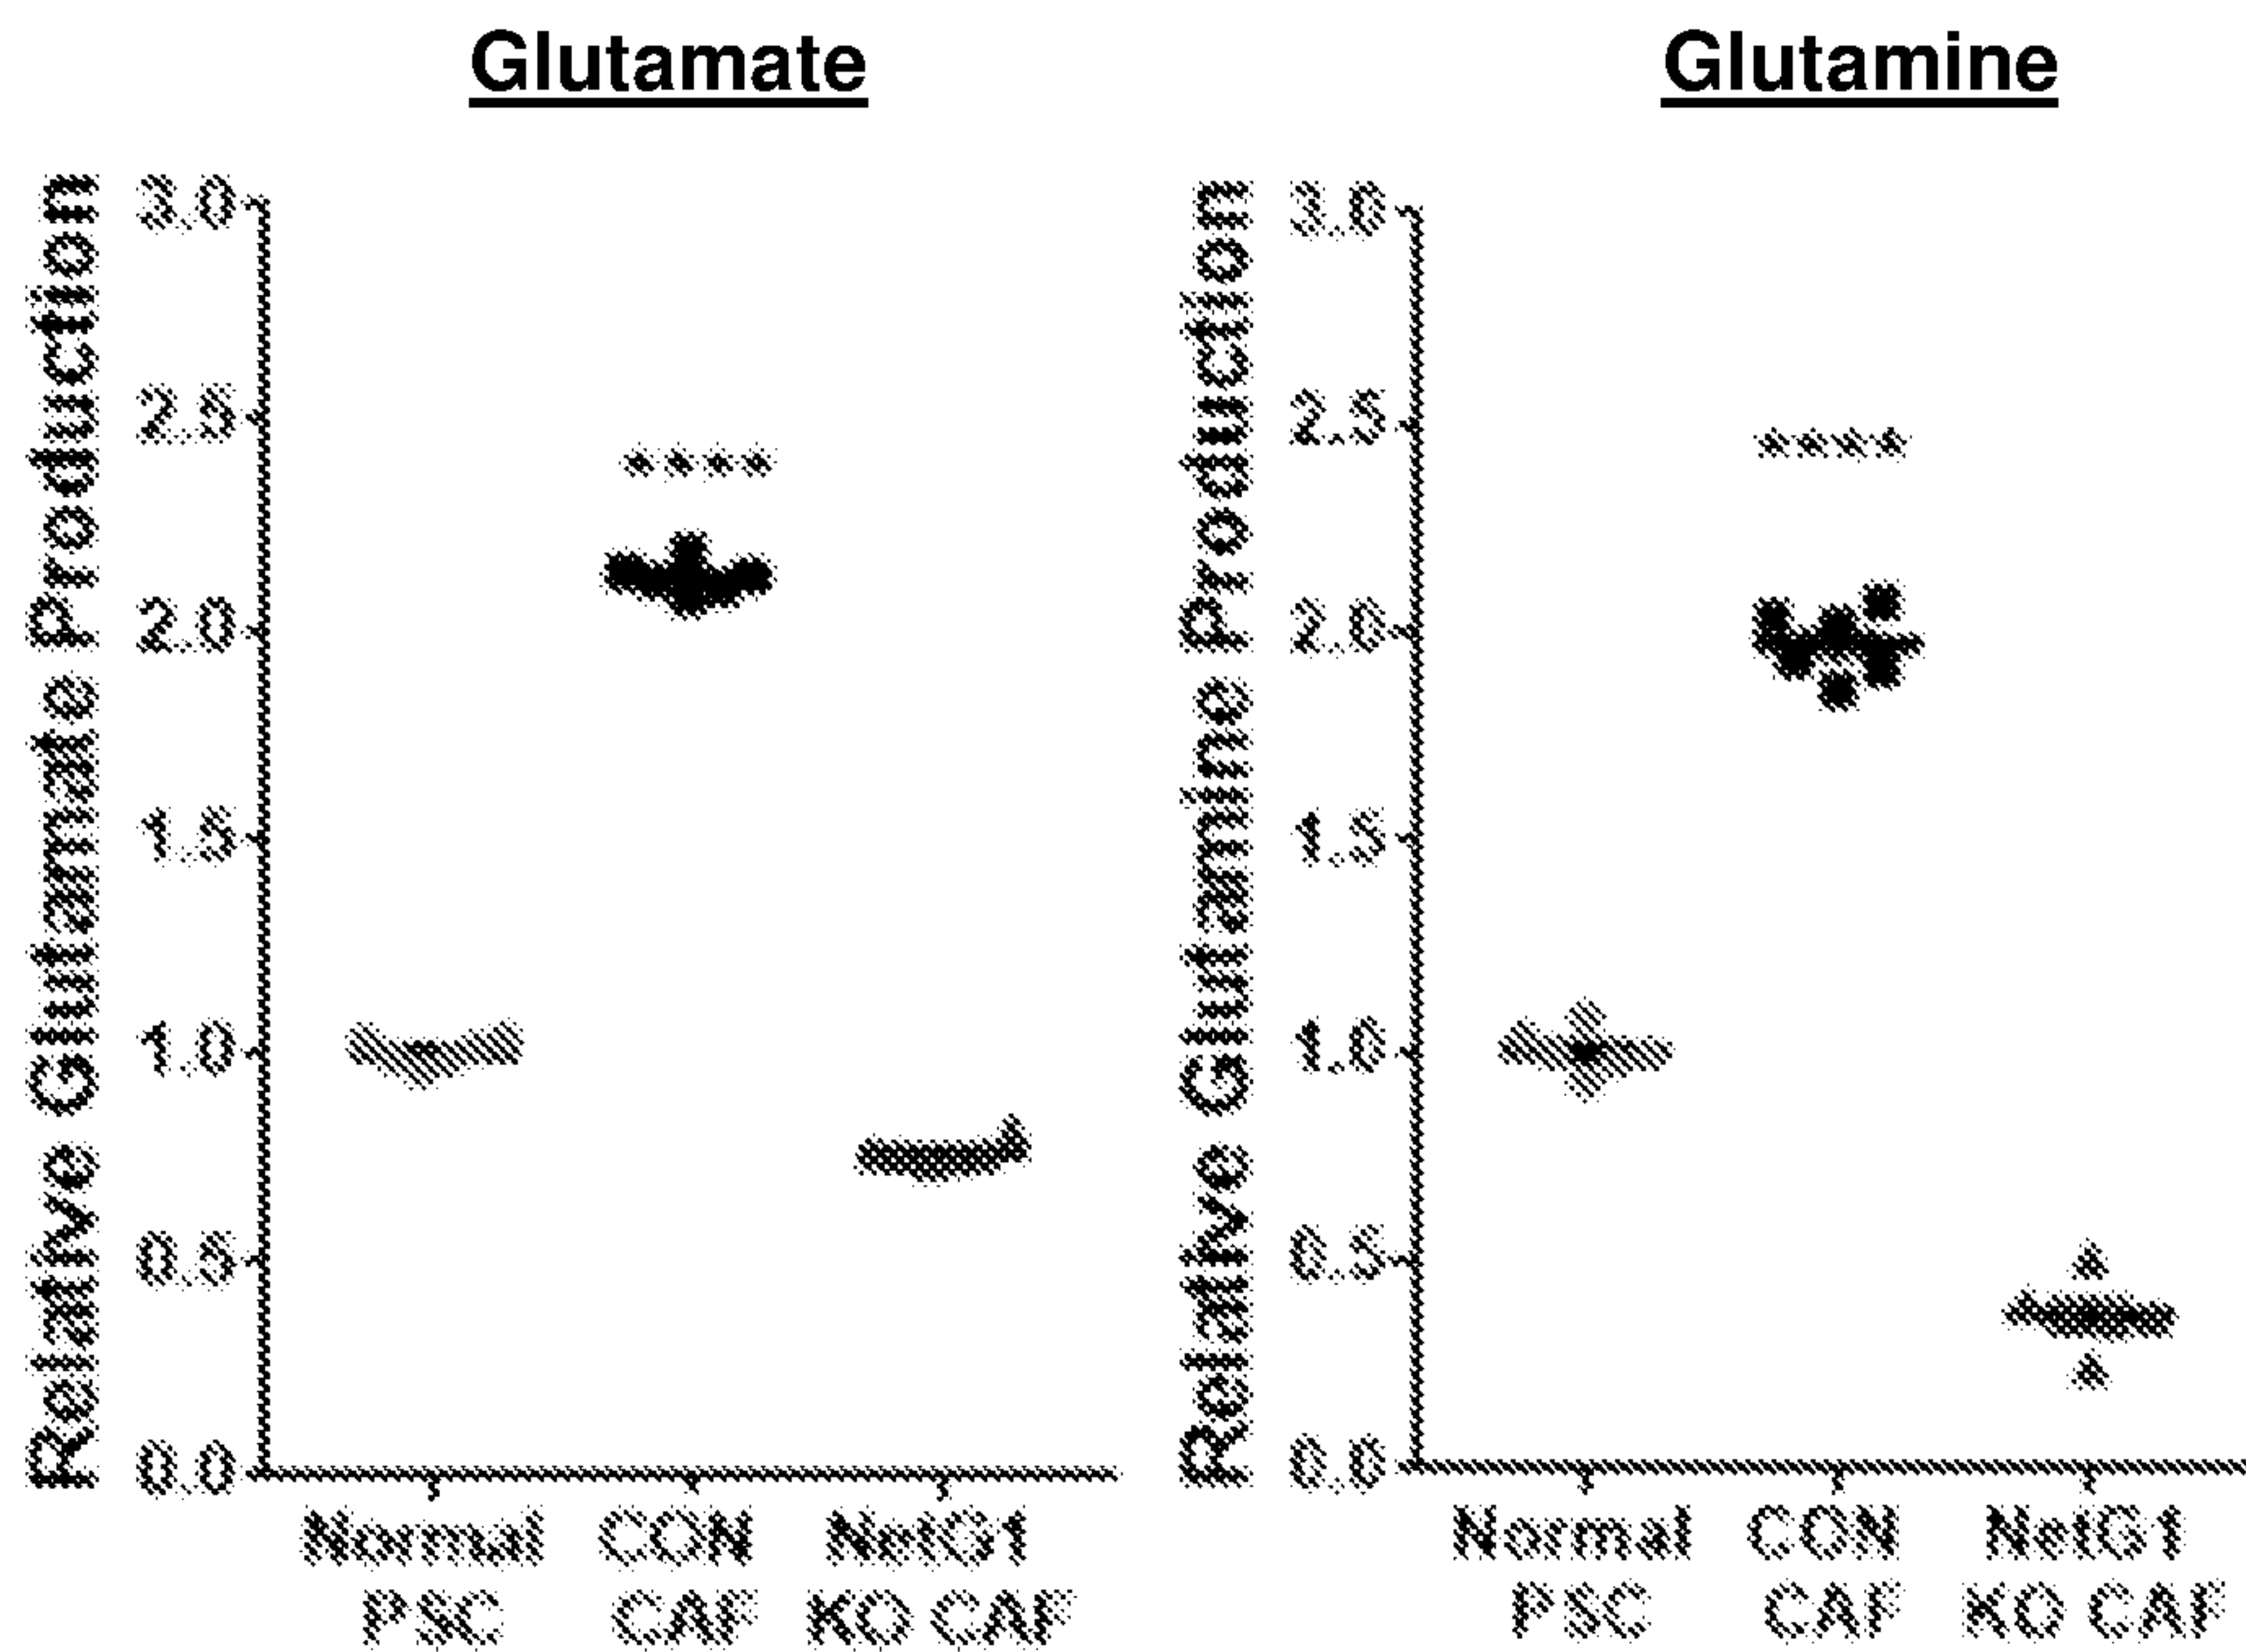 Glutamate
Relative Glutamate Production
3.0
2.5
2.0
1.5
1.0
0.5
0.0
****
Normal PSC
CON CAF
NetG1 KO CAF
Glutamine
Relative Glutamine Production
3.0
2.5
2.0
1.5
1.0
0.5
0.0
****
Normal PSC
CON CAF
NetG1 KO CAF